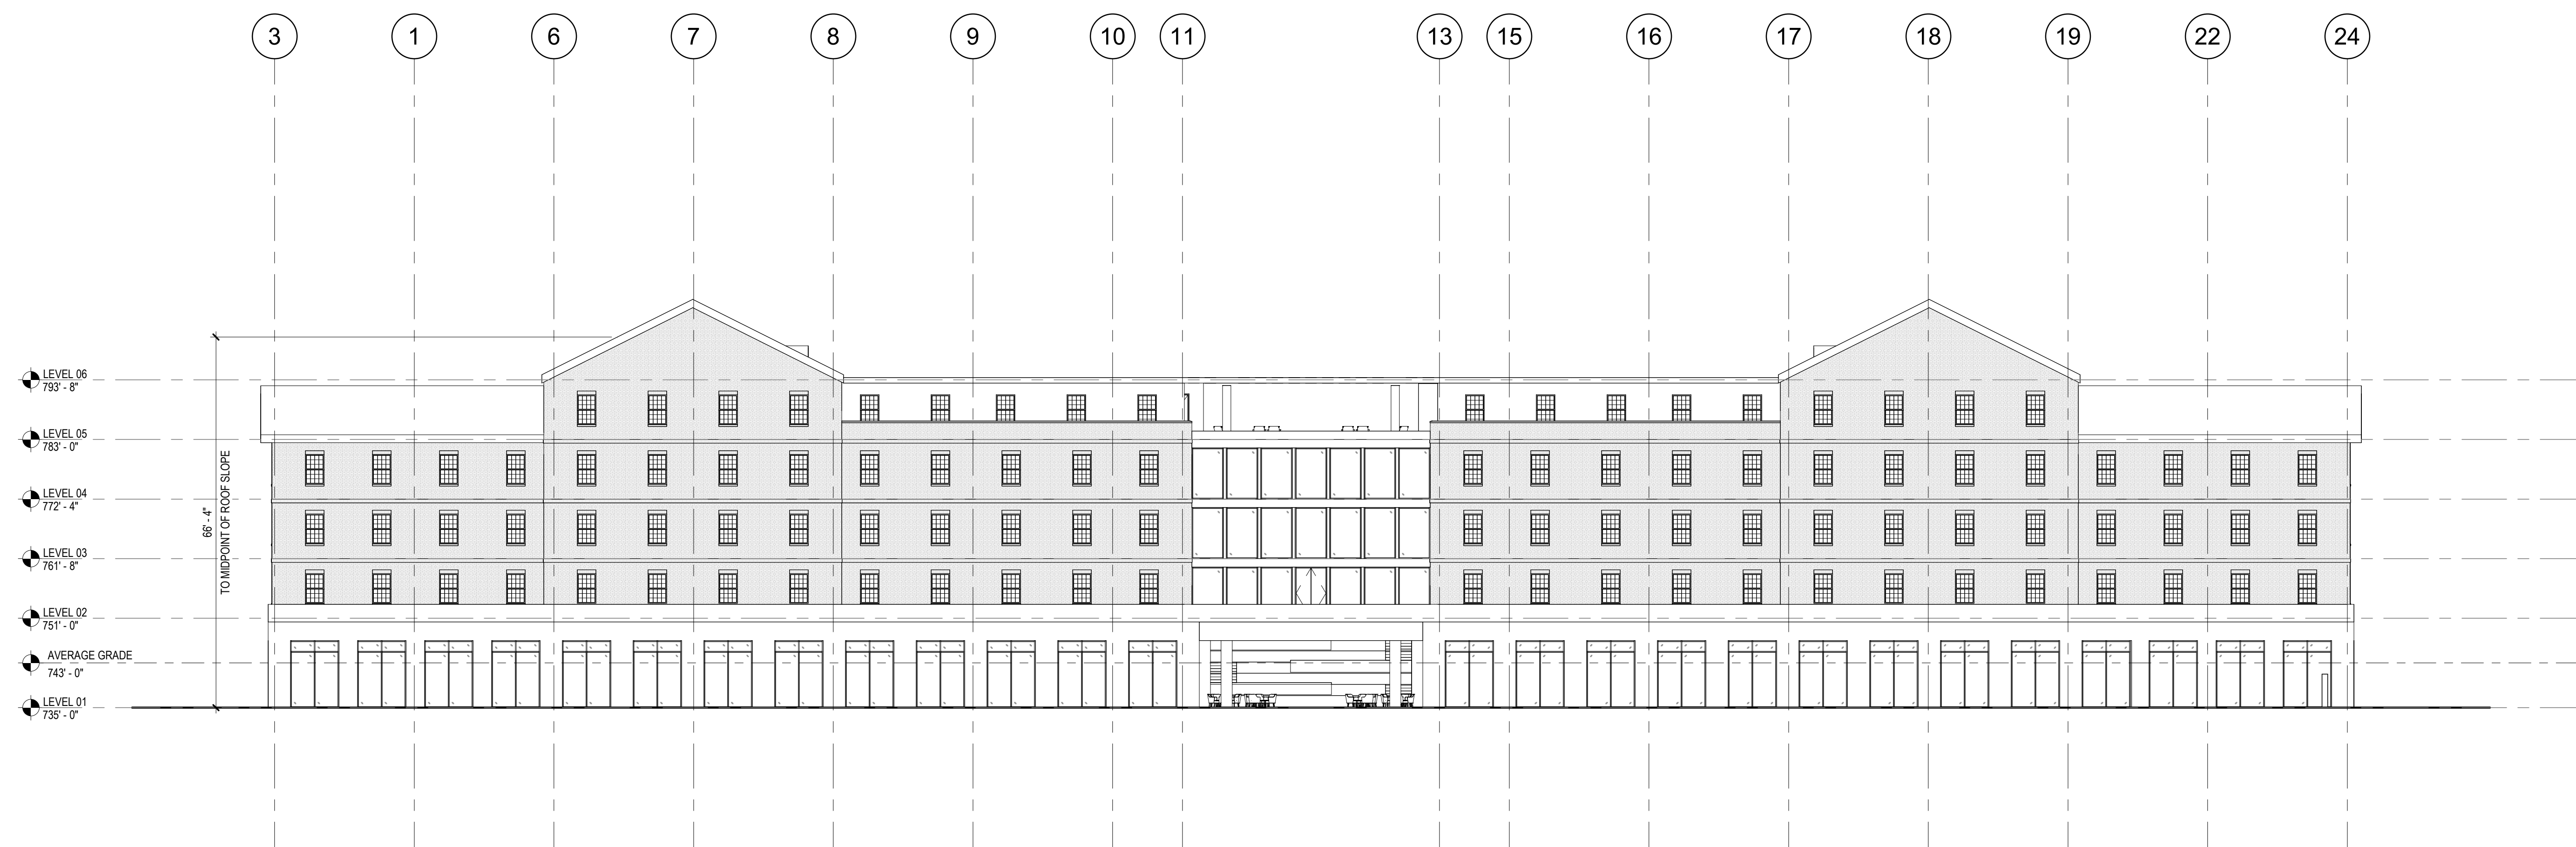 3 1 6 7 8 9 10 11 13 15 16 17 18 19 22 24
LEVEL 06
793' - 8"
LEVEL 05
783' - 0"
LEVEL 04
772' - 4"
LEVEL 03
761' - 8"
LEVEL 02
751' - 0"
AVERAGE GRADE
743' - 0"
LEVEL 01
735' - 0"
66' - 4"
TO MIDPOINT OF ROOF SLOPE